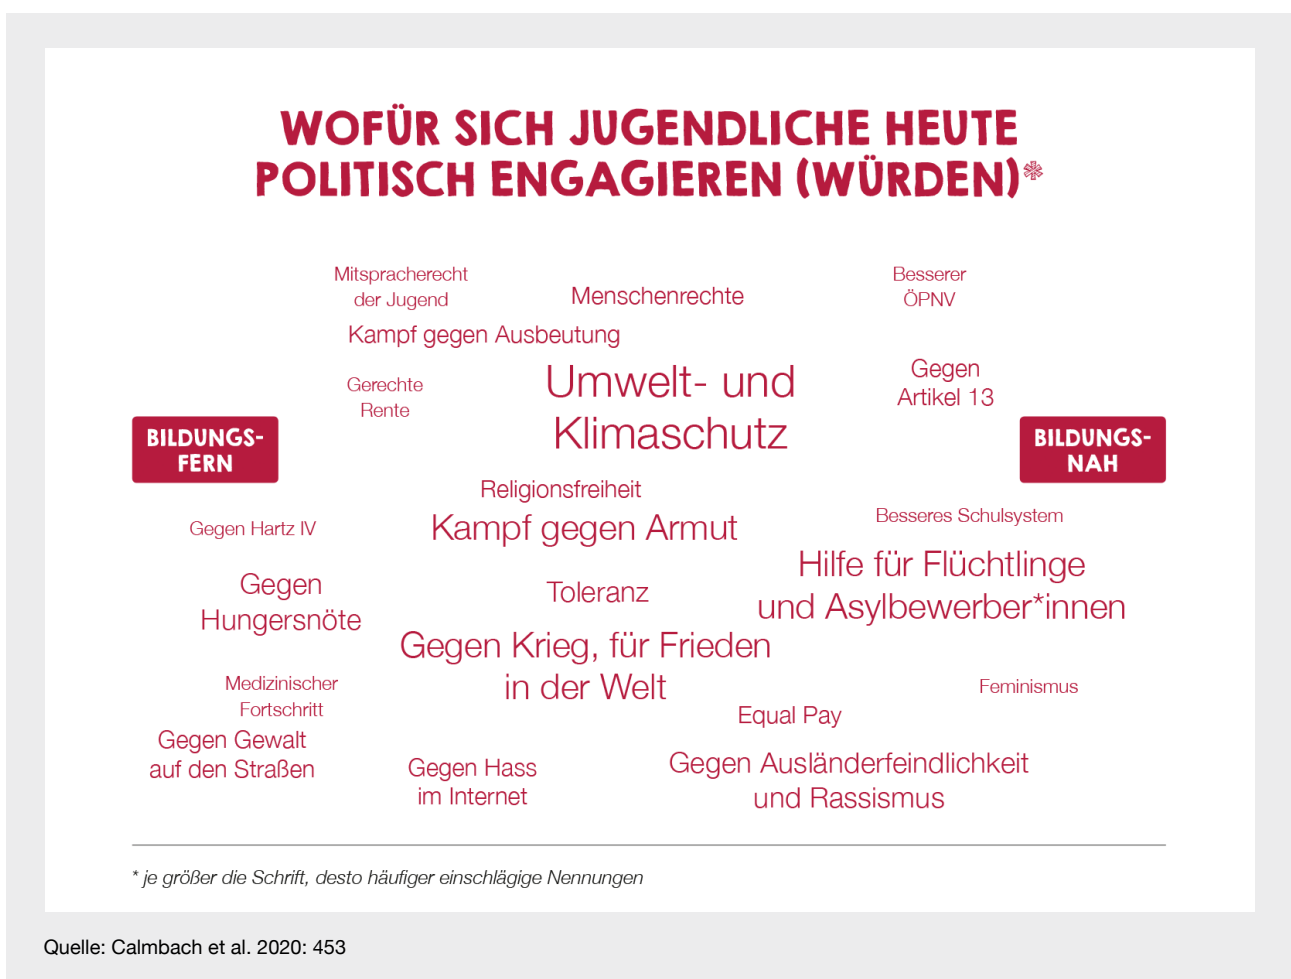 WOFÜR SICH JUGENDLICHE HEUTE
POLITISCH ENGAGIEREN (WÜRDEN)*
Mitspracherecht
der Jugend
Menschenrechte
Besserer
ÖPNV
Kampf gegen Ausbeutung
Gerechte
Rente
Umwelt- und
Klimaschutz
Gegen
Artikel 13
BILDUNGS-
FERN
BILDUNGS-
NAH
Religionsfreiheit
Gegen Hartz IV
Kampf gegen Armut
Besseres Schulsystem
Gegen
Hungersnöte
Toleranz
Hilfe für Flüchtlinge
und Asylbewerber*innen
Gegen Krieg, für Frieden
in der Welt
Medizinischer
Fortschritt
Feminismus
Equal Pay
Gegen Gewalt
auf den Straßen
Gegen Hass
im Internet
Gegen Ausländerfeindlichkeit
und Rassismus
* je größer die Schrift, desto häufiger einschlägige Nennungen
Quelle: Calmbach et al. 2020: 453